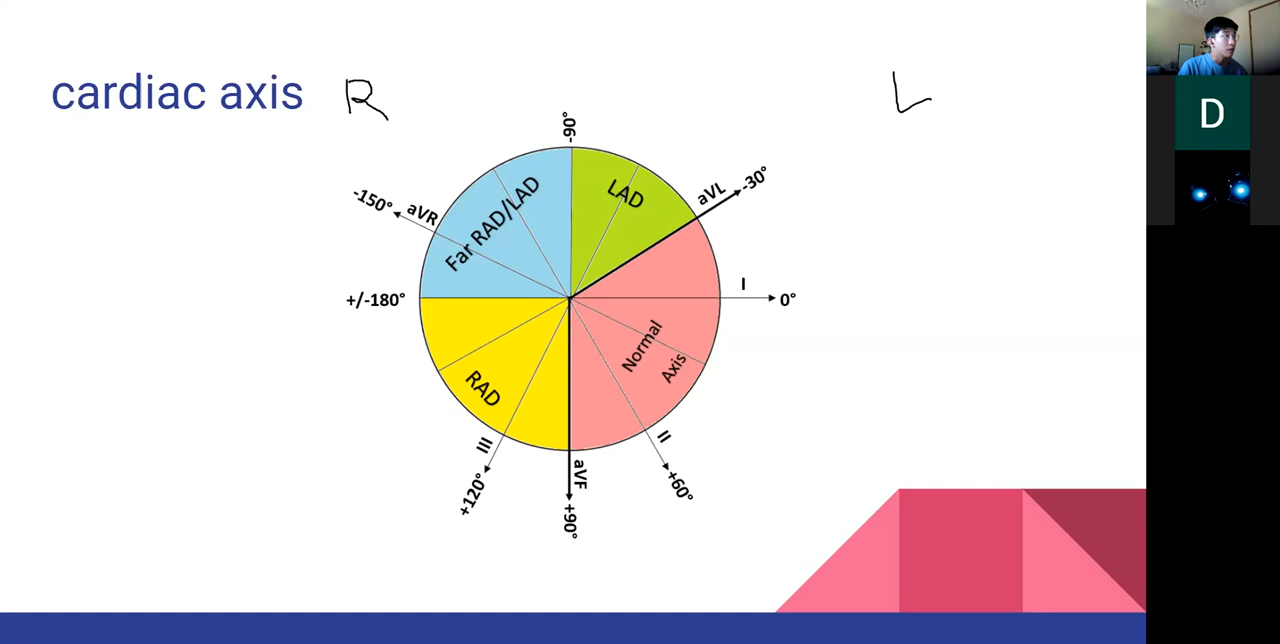 cardiac axis
R
L
D
-90°
-150°
aVR
Far RAD/LAD
LAD
aVL
-30°
+/-180°
I
0°
Normal
Axis
RAD
III
+120°
aVF
+90°
II
+60°